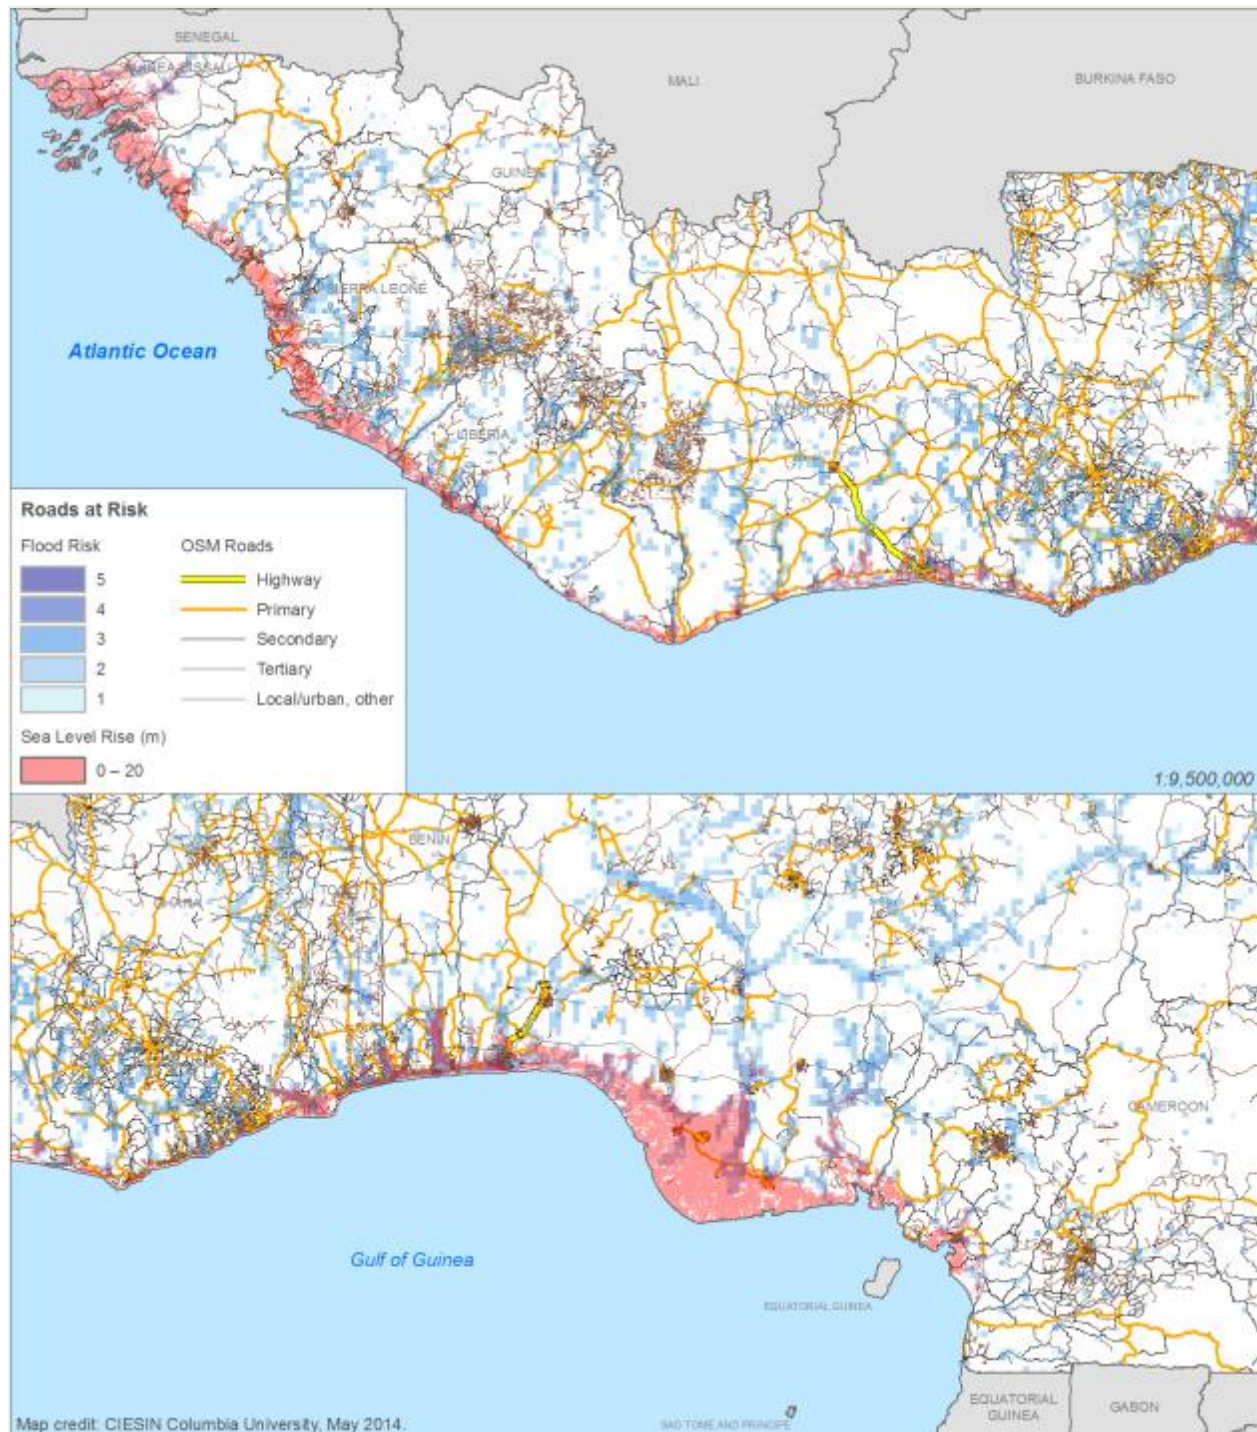 SENEGAL
GUINEA BISSAU
MALI
BURKINA FASO
GUINEA
SIERRA LEONE
Atlantic Ocean
LIBERIA
Roads at Risk
Flood Risk
OSM Roads
5
Highway
4
Primary
3
Secondary
2
Tertiary
1
Local/urban, other
Sea Level Rise (m)
0 – 20
1:9,500,000
BENIN
TOGO
GHANA
CAMEROON
Gulf of Guinea
EQUATORIAL GUINEA
EQUATORIAL
GUINEA
GABON
Map credit: CIESIN Columbia University, May 2014.
SAO TOME AND PRINCIPE